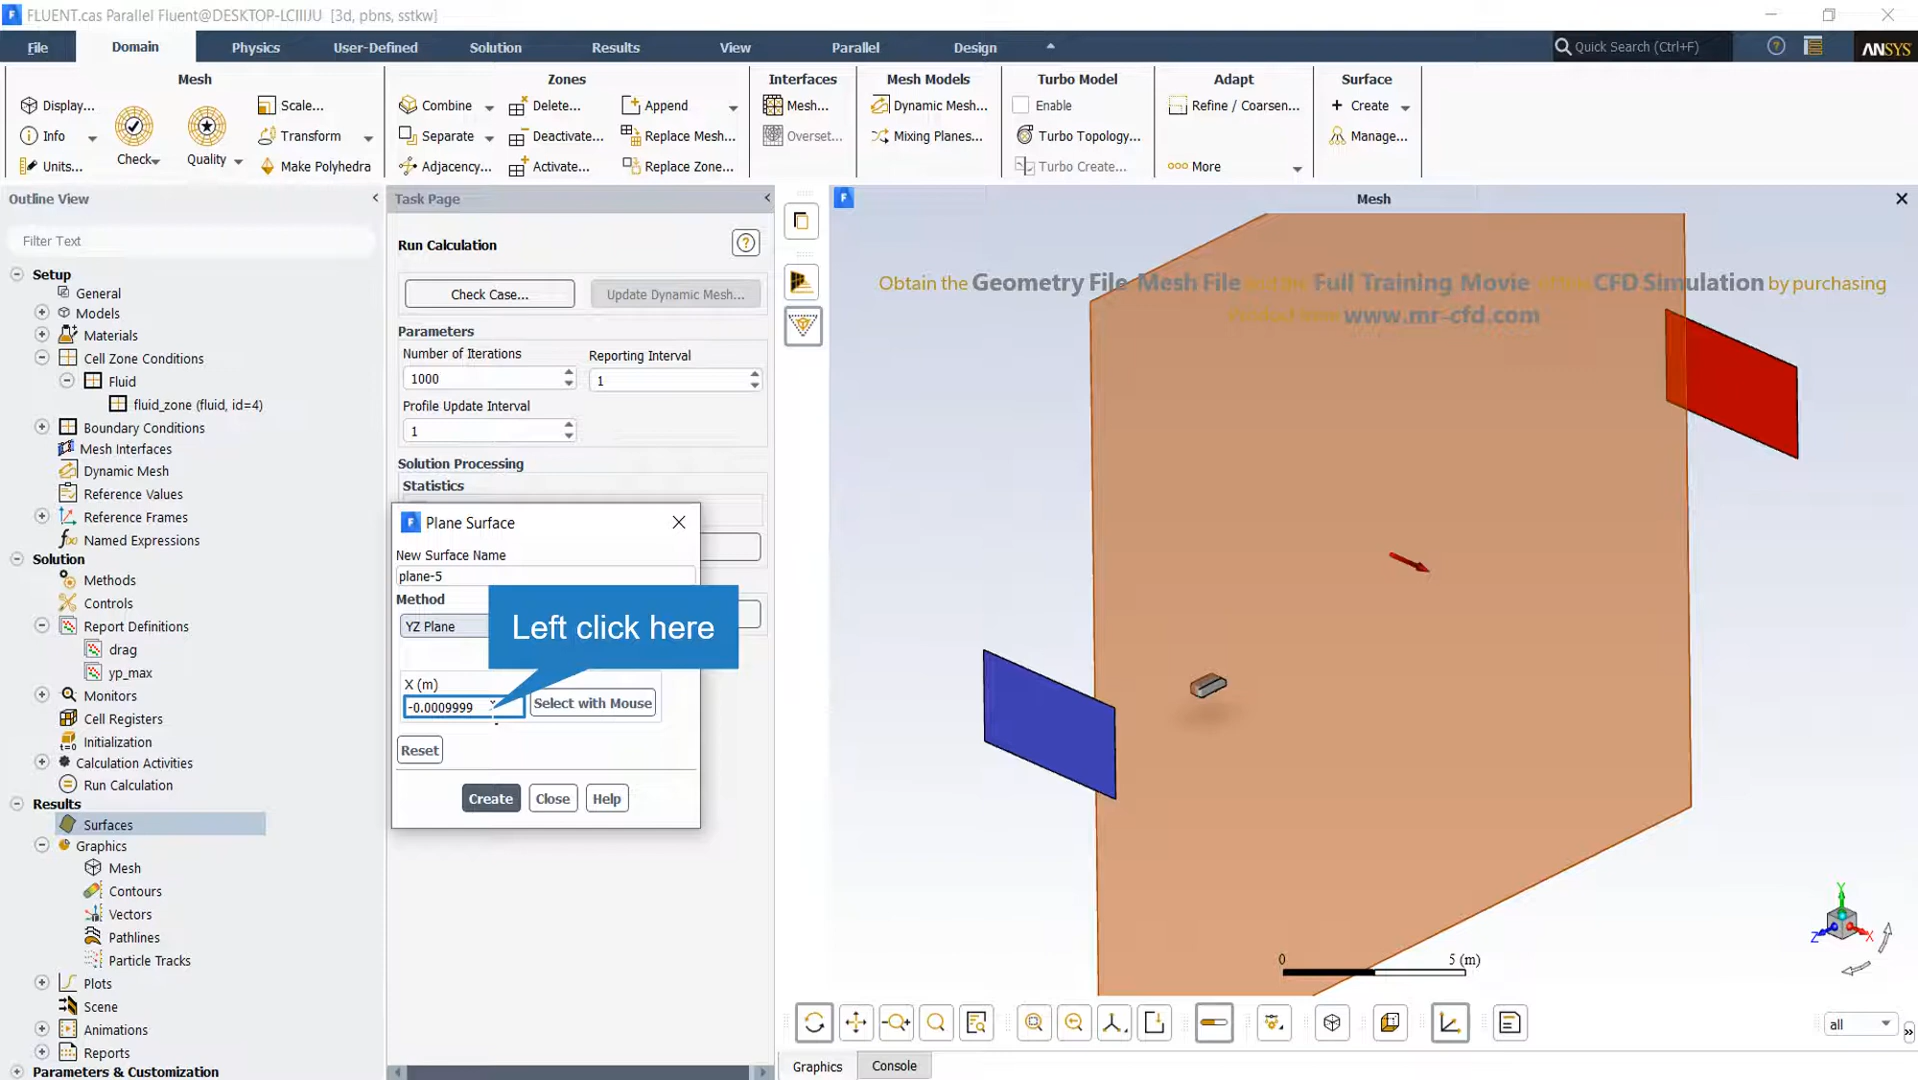 FLUENT.cas Parallel Fluent@DESKTOP-LCIIIJU [3d, pbns, sstkw]
File Domain Physics User-Defined Solution Results View Parallel Design Quick Search (Ctrl+F) ANSYS
Mesh
Display...
Info
Units...
Check
Quality
Scale...
Transform
Make Polyhedra
Zones
Combine Delete... Append
Separate Deactivate... Replace Mesh...
Adjacency... Activate... Replace Zone...
Interfaces
Mesh...
Overset...
Mesh Models
Dynamic Mesh...
Mixing Planes...
Turbo Model
Enable
Turbo Topology...
Turbo Create...
Adapt
Refine / Coarsen...
More
Surface
Create
Manage...
Outline View
Filter Text
Setup
General
Models
Materials
Cell Zone Conditions
Fluid
fluid_zone (fluid, id=4)
Boundary Conditions
Mesh Interfaces
Dynamic Mesh
Reference Values
Reference Frames
Named Expressions
Solution
Methods
Controls
Report Definitions
drag
yp_max
Monitors
Cell Registers
Initialization
Calculation Activities
Run Calculation
Results
Surfaces
Graphics
Mesh
Contours
Vectors
Pathlines
Particle Tracks
Plots
Scene
Animations
Reports
Parameters & Customization
Task Page
Run Calculation
Check Case... Update Dynamic Mesh...
Parameters
Number of Iterations Reporting Interval
1000 1
Profile Update Interval
1
Solution Processing
Statistics
Plane Surface
New Surface Name
plane-5
Method
YZ Plane
Left click here
X (m)
-0.0009999 Select with Mouse
Reset
Create Close Help
Mesh
Obtain the Geometry File Mesh File Full Training Movie CFD Simulation by purchasing
www.mr-cfd.com
0 5 (m)
Y
Z X
all
Graphics Console